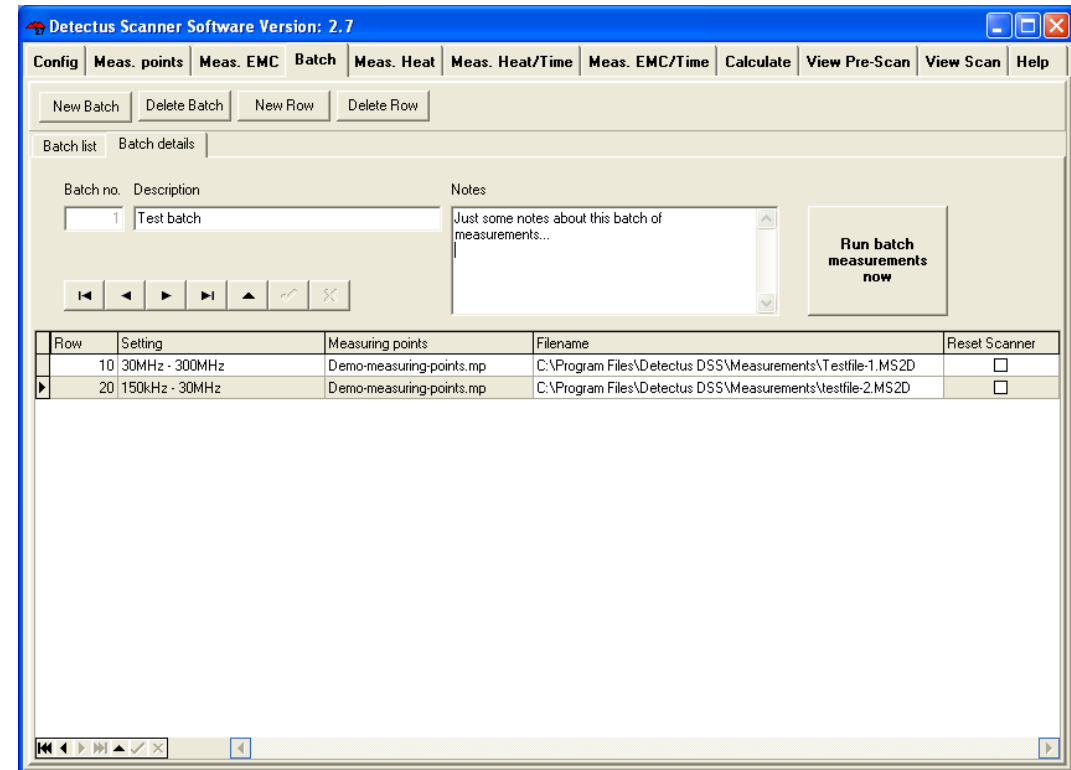 Detectus Scanner Software Version: 2.7
Config Meas. points Meas. EMC Batch Meas. Heat Meas. Heat/Time Meas. EMC/Time Calculate View Pre-Scan View Scan Help
New Batch Delete Batch New Row Delete Row
Batch list Batch details
Batch no. Description Notes
1 Test batch Just some notes about this batch of
measurements...
Run batch
measurements
now
Row Setting Measuring points Filename Reset Scanner
10 30MHz - 300MHz Demo-measuring-points.mp C:\Program Files\Detectus DSS\Measurements\Testfile-1.MS2D
20 150kHz - 30MHz Demo-measuring-points.mp C:\Program Files\Detectus DSS\Measurements\testfile-2.MS2D